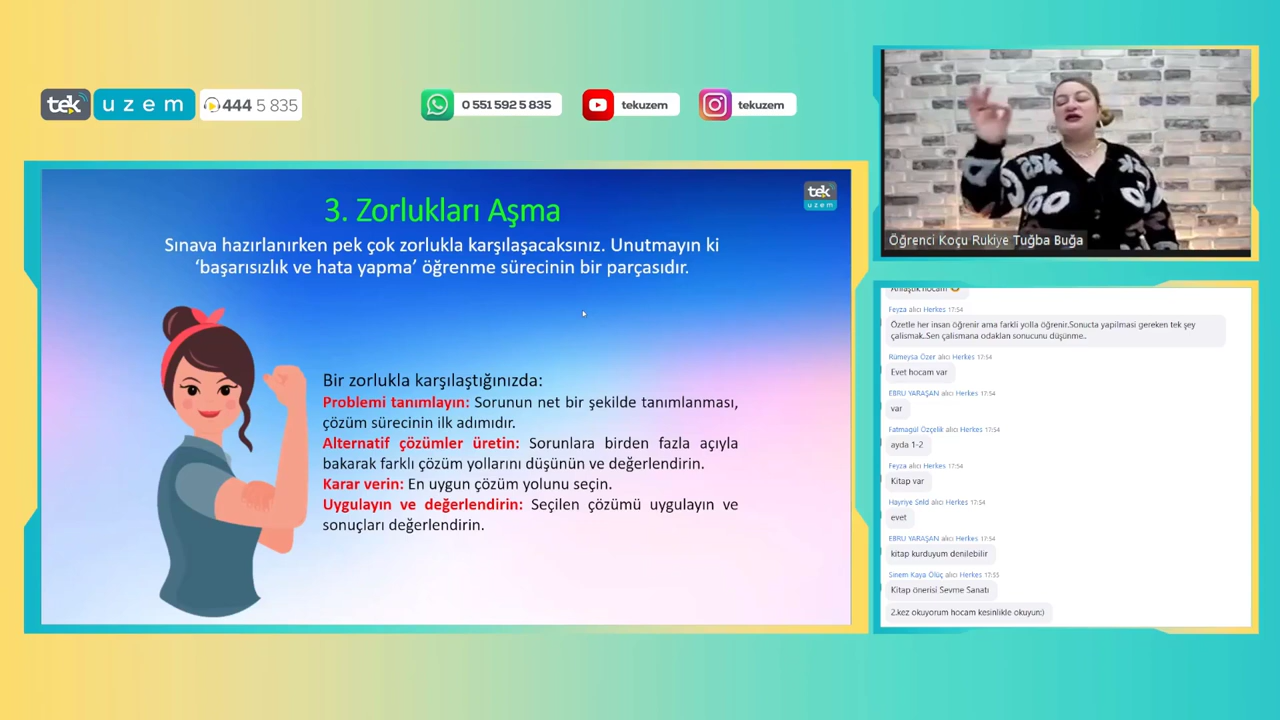 tek uzem 444 5 835
0 551 592 5 835
tekuzem
tekuzem
tek
uzem
3. Zorlukları Aşma
Sınava hazırlanırken pek çok zorlukla karşılaşacaksınız. Unutmayın ki
‘başarısızlık ve hata yapma’ öğrenme sürecinin bir parçasıdır.
Bir zorlukla karşılaştığınızda:
Problemi tanımlayın: Sorunun net bir şekilde tanımlanması,
çözüm sürecinin ilk adımıdır.
Alternatif çözümler üretin: Sorunlara birden fazla açıyla
bakarak farklı çözüm yollarını düşünün ve değerlendirin.
Karar verin: En uygun çözüm yolunu seçin.
Uygulayın ve değerlendirin: Seçilen çözümü uygulayın ve
sonuçları değerlendirin.
Öğrenci Koçu Rukiye Tuğba Buğa
Anlaştık hocam
Feyza alıcı Herkes 17:54
Özetle her insan öğrenir ama farkli yolla öğrenir.Sonucta yapilmasi gereken tek şey
çalismak..Sen çalismana odaklan sonucunu düşünme..
Rümeysa Özer alıcı Herkes 17:54
Evet hocam var
EBRU YARAŞAN alıcı Herkes 17:54
var
Fatmagül Özçelik alıcı Herkes 17:54
ayda 1-2
Feyza alıcı Herkes 17:54
Kitap var
Hayriye Snld alıcı Herkes 17:54
evet
EBRU YARAŞAN alıcı Herkes 17:54
kitap kurduyum denilebilir
Sinem Kaya Ölüç alıcı Herkes 17:55
Kitap önerisi Sevme Sanatı
2.kez okuyorum hocam kesinlikle okuyun:)